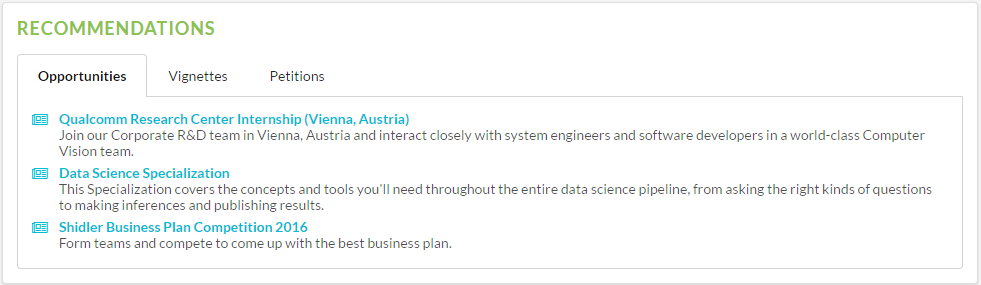 RECOMMENDATIONS
Opportunities Vignettes Petitions
Qualcomm Research Center Internship (Vienna, Austria)
Join our Corporate R&D team in Vienna, Austria and interact closely with system engineers and software developers in a world-class Computer
Vision team.
Data Science Specialization
This Specialization covers the concepts and tools you'll need throughout the entire data science pipeline, from asking the right kinds of questions
to making inferences and publishing results.
Shidler Business Plan Competition 2016
Form teams and compete to come up with the best business plan.